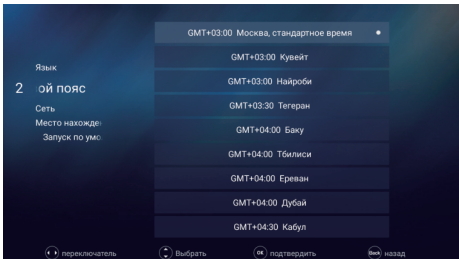 Язык
2 ой пояс
Сеть
Место нахожден
Запуск по умо
GMT+03:00 Москва, стандартное время
GMT+03:00 Кувейт
GMT+03:00 Найроби
GMT+03:30 Тегеран
GMT+04:00 Баку
GMT+04:00 Тбилиси
GMT+04:00 Ереван
GMT+04:00 Дубай
GMT+04:30 Кабул
переключатель
Выбрать
OK подтвердить
Back назад